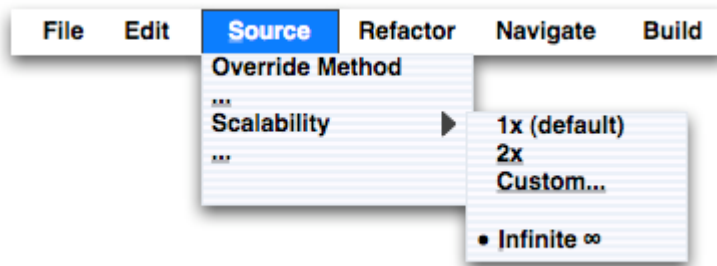 File Edit Source Refactor Navigate Build
Override Method
...
Scalability
...
1x (default)
2x
Custom...
• Infinite ∞